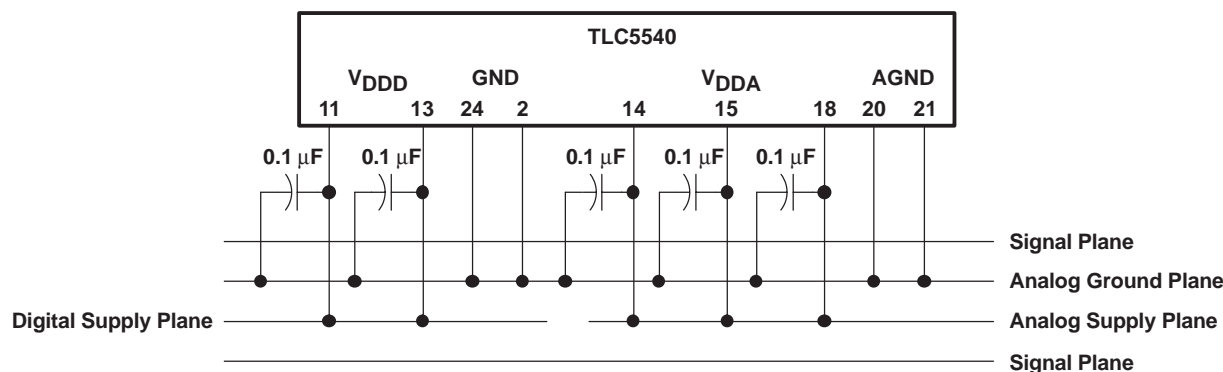 TLC5540
VDDD GND VDDA AGND
11 13 24 2 14 15 18 20 21
0.1 μF 0.1 μF 0.1 μF 0.1 μF 0.1 μF
Signal Plane
Analog Ground Plane
Digital Supply Plane Analog Supply Plane
Signal Plane